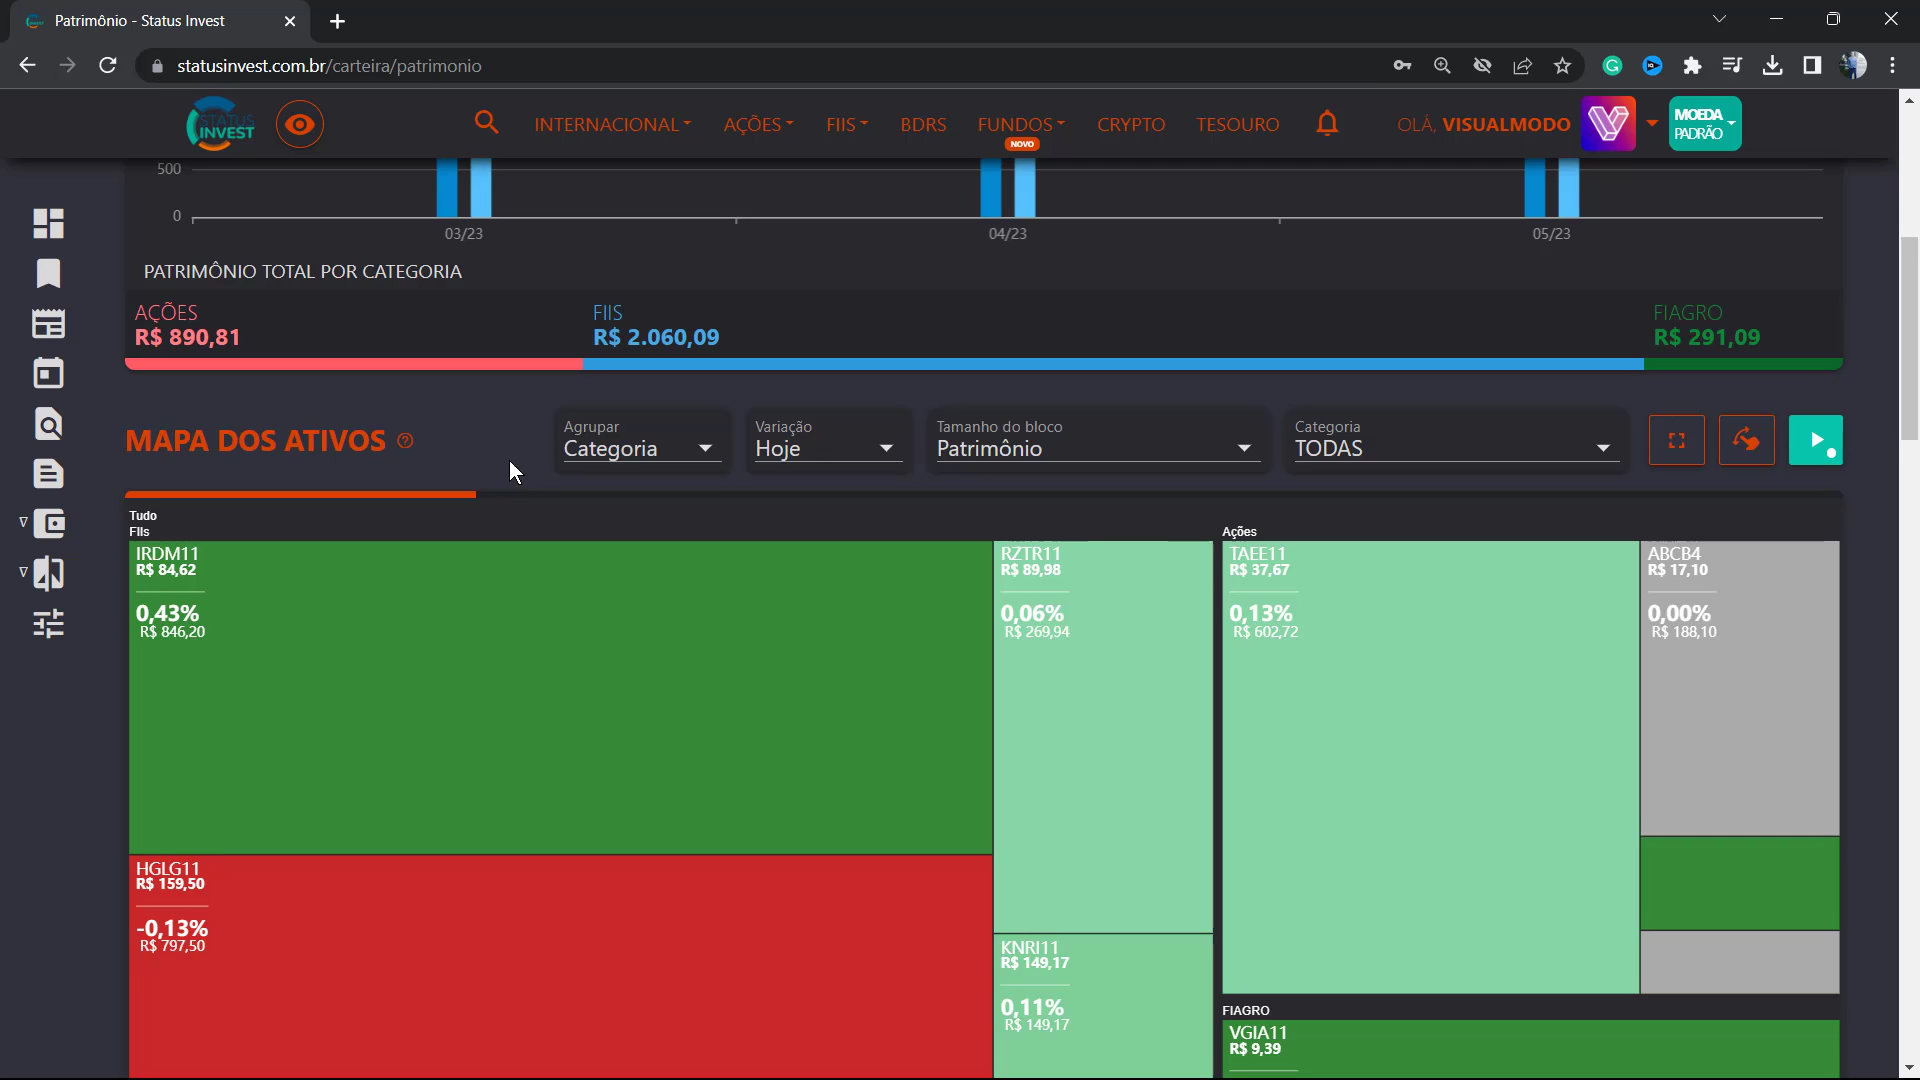 Patrimônio - Status Invest
statusinvest.com.br/carteira/patrimonio
STATUS
INVEST
INTERNACIONAL
AÇÕES
FIIS
BDRS
FUNDOS
NOVO
CRYPTO
TESOURO
OLÁ, VISUALMODO
MOEDA
PADRÃO
500
0
03/23
04/23
05/23
PATRIMÔNIO TOTAL POR CATEGORIA
AÇÕES
R$ 890,81
FIIS
R$ 2.060,09
FIAGRO
R$ 291,09
MAPA DOS ATIVOS
Agrupar
Categoria
Variação
Hoje
Tamanho do bloco
Patrimônio
Categoria
TODAS
Tudo
FIIs
IRDM11
R$ 84,62
0,43%
R$ 846,20
RZTR11
R$ 89,98
0,06%
R$ 269,94
HGLG11
R$ 159,50
-0,13%
R$ 797,50
KNRI11
R$ 149,17
0,11%
R$ 149,17
Ações
TAEE11
R$ 37,67
0,13%
R$ 602,72
ABCB4
R$ 17,10
0,00%
R$ 188,10
FIAGRO
VGIA11
R$ 9,39